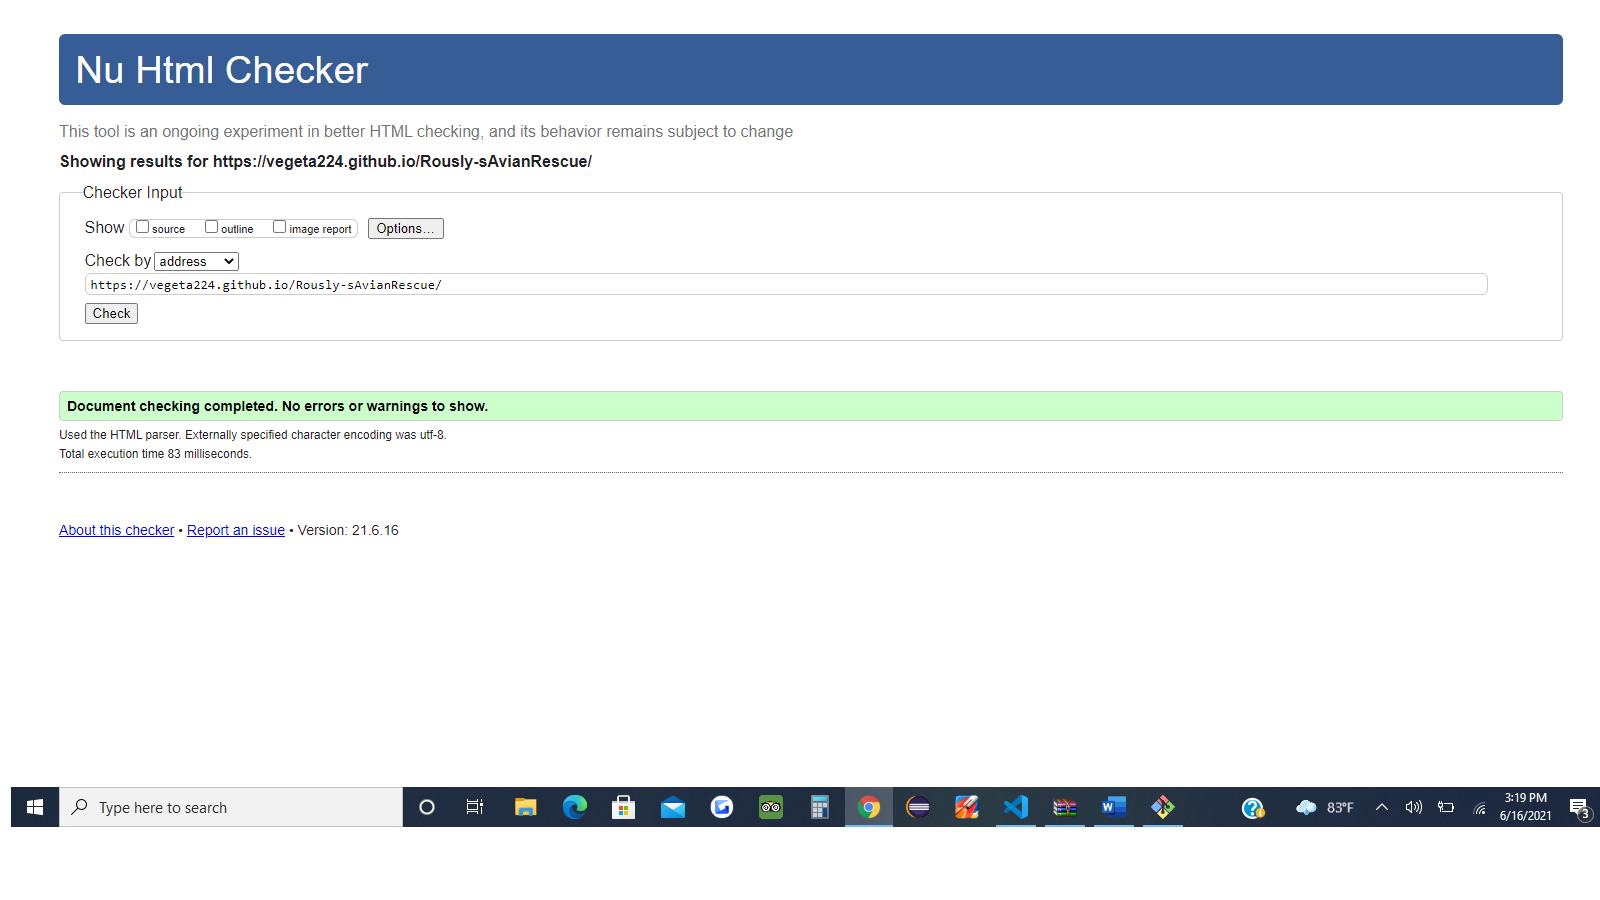 Nu Html Checker
This tool is an ongoing experiment in better HTML checking, and its behavior remains subject to change
Showing results for https://vegeta224.github.io/Rously-sAvianRescue/
Checker Input
Show source outline image report Options...
Check by address
https://vegeta224.github.io/Rously-sAvianRescue/
Check
Document checking completed. No errors or warnings to show.
Used the HTML parser. Externally specified character encoding was utf-8.
Total execution time 83 milliseconds.
About this checker • Report an issue • Version: 21.6.16
Type here to search
83°F
3:19 PM
6/16/2021
3